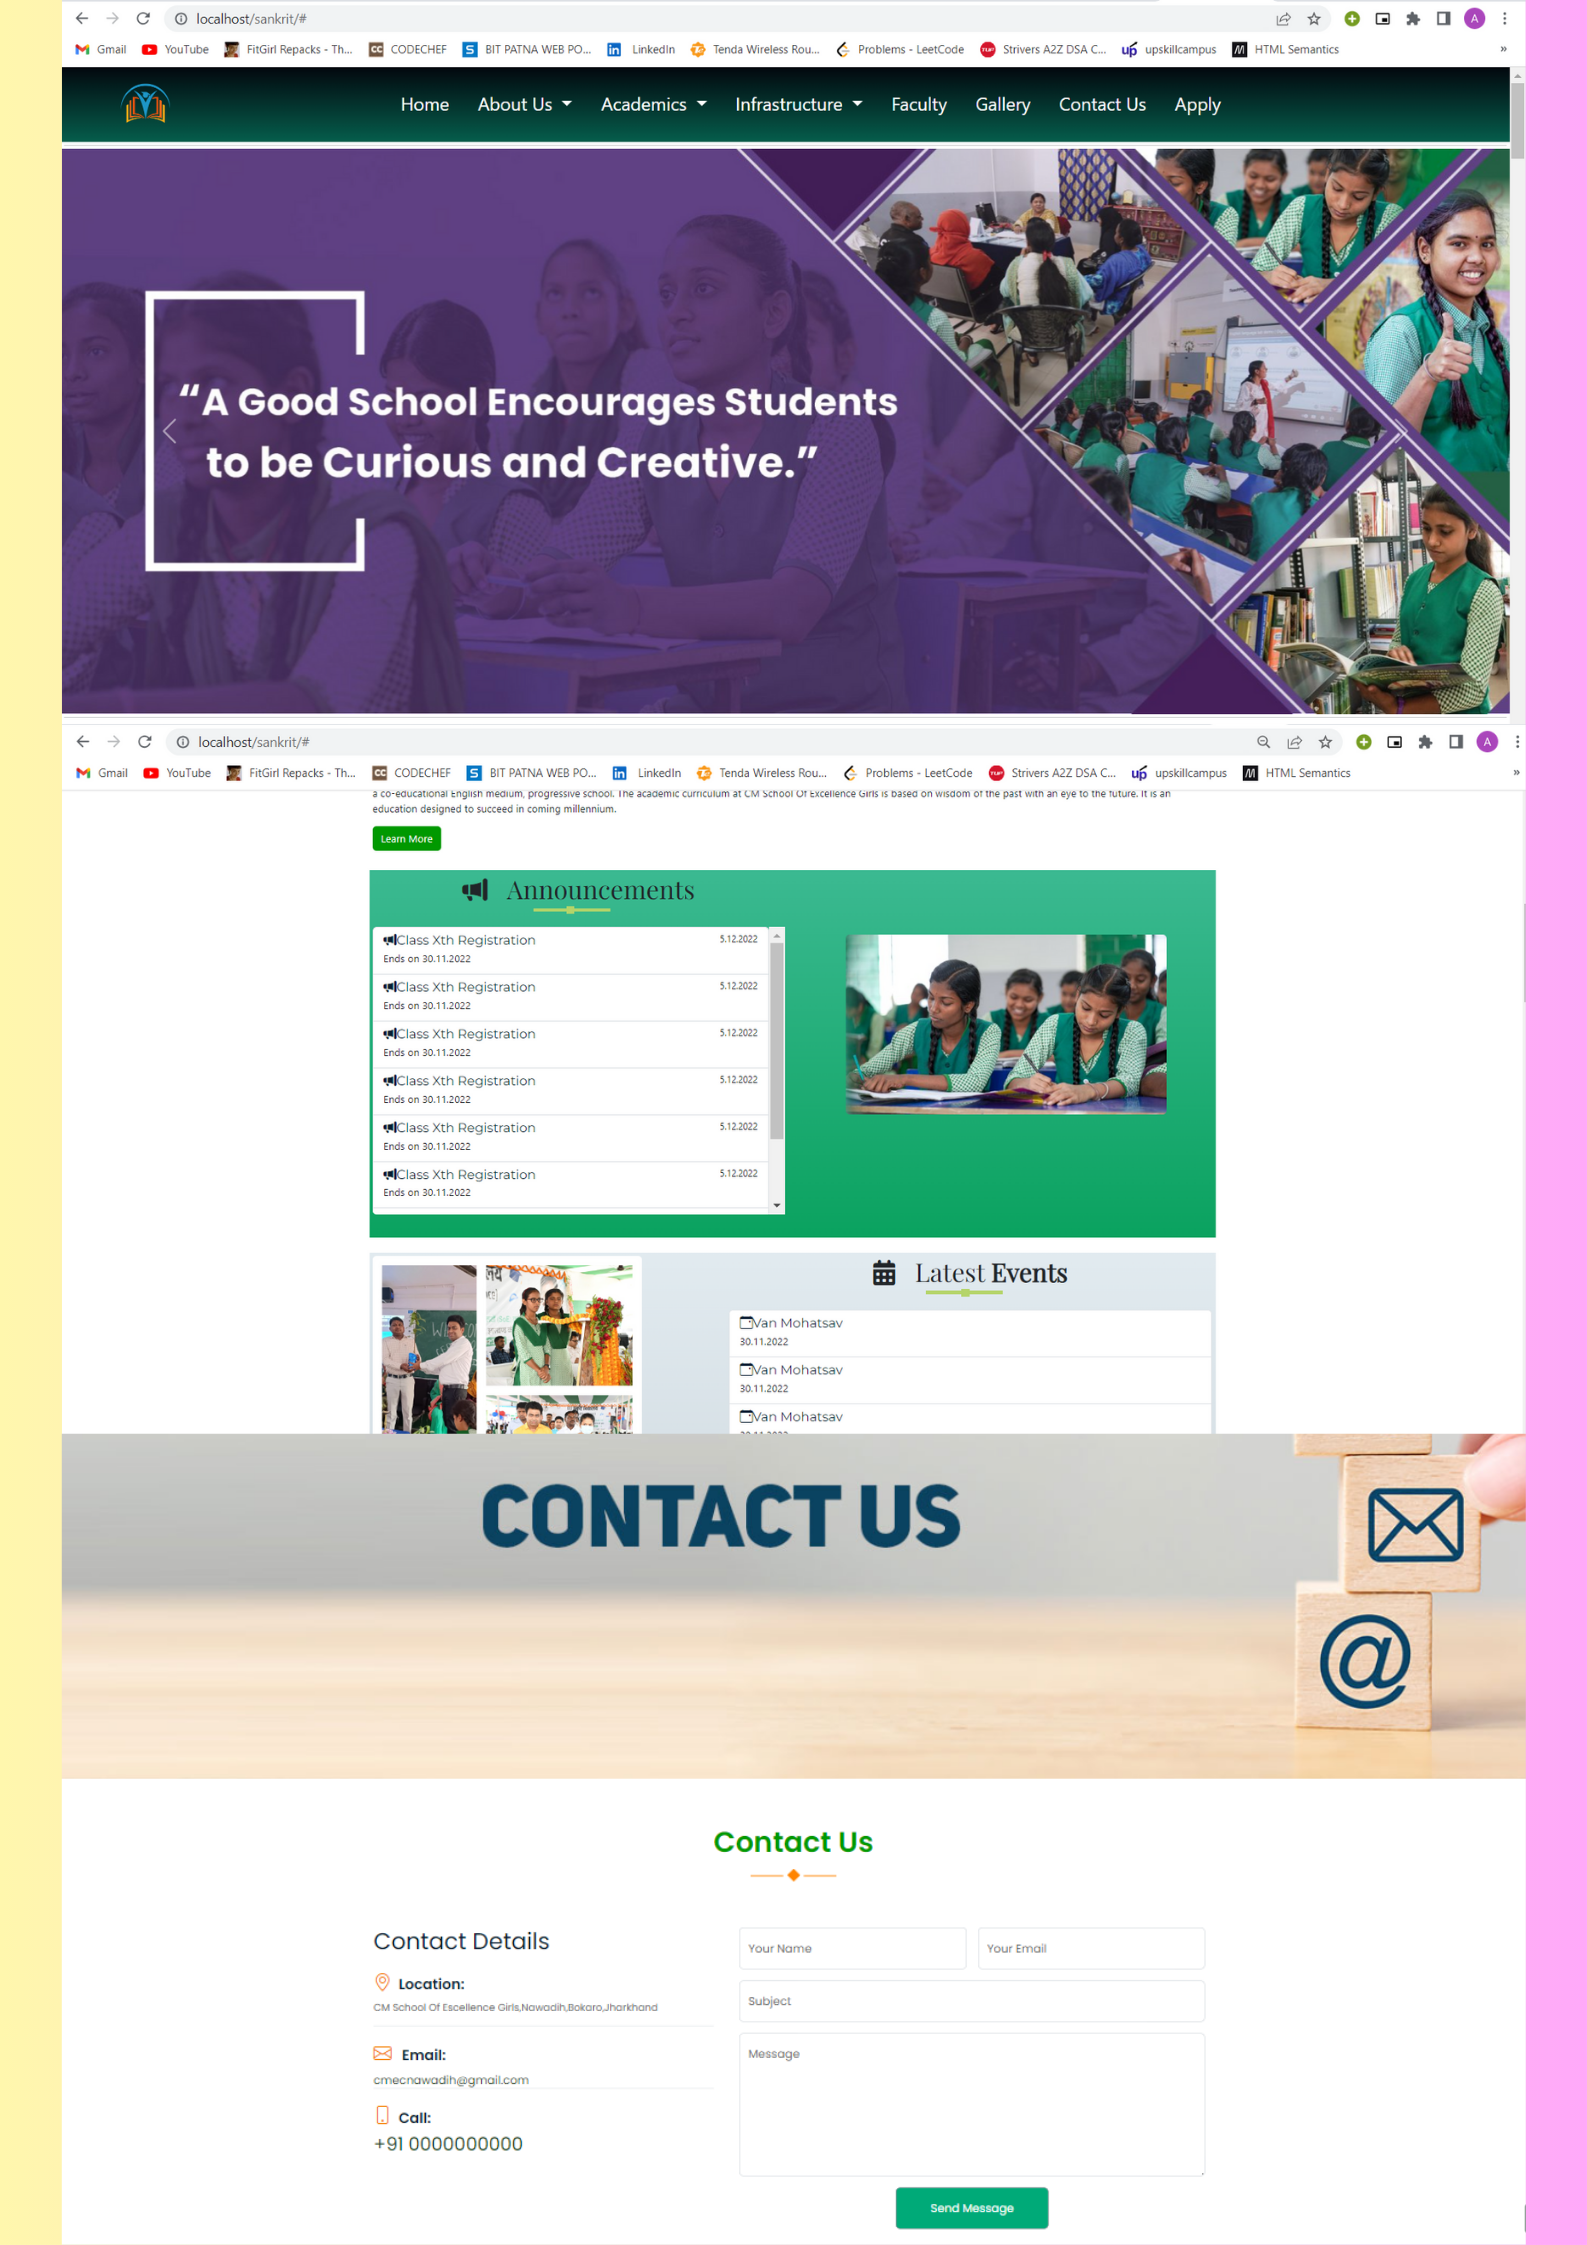 localhost/sankrit/#
Gmail YouTube FitGirl Repacks - Th... CODECHEF BIT PATNA WEB PO... LinkedIn Tenda Wireless Rou... Problems - LeetCode Strivers A2Z DSA C... upskillcampus HTML Semantics »
Home About Us Academics Infrastructure Faculty Gallery Contact Us Apply
“A Good School Encourages Students
to be Curious and Creative.”
localhost/sankrit/#
Gmail YouTube FitGirl Repacks - Th... CODECHEF BIT PATNA WEB PO... LinkedIn Tenda Wireless Rou... Problems - LeetCode Strivers A2Z DSA C... upskillcampus HTML Semantics »
a co-educational English medium, progressive school. The academic curriculum at CM School Of Excellence Girls is based on wisdom of the past with an eye to the future. It is an
education designed to succeed in coming millennium.
Learn More
Announcements
Class Xth Registration 5.12.2022
Ends on 30.11.2022
Class Xth Registration 5.12.2022
Ends on 30.11.2022
Class Xth Registration 5.12.2022
Ends on 30.11.2022
Class Xth Registration 5.12.2022
Ends on 30.11.2022
Class Xth Registration 5.12.2022
Ends on 30.11.2022
Class Xth Registration 5.12.2022
Ends on 30.11.2022
Latest Events
Van Mohatsav
30.11.2022
Van Mohatsav
30.11.2022
Van Mohatsav
CONTACT US
@
Contact Us
Contact Details
Location:
CM School Of Escellence Girls,Nawadih,Bokaro,Jharkhand
Email:
cmecnawadih@gmail.com
Call:
+91 0000000000
Your Name
Your Email
Subject
Message
Send Message